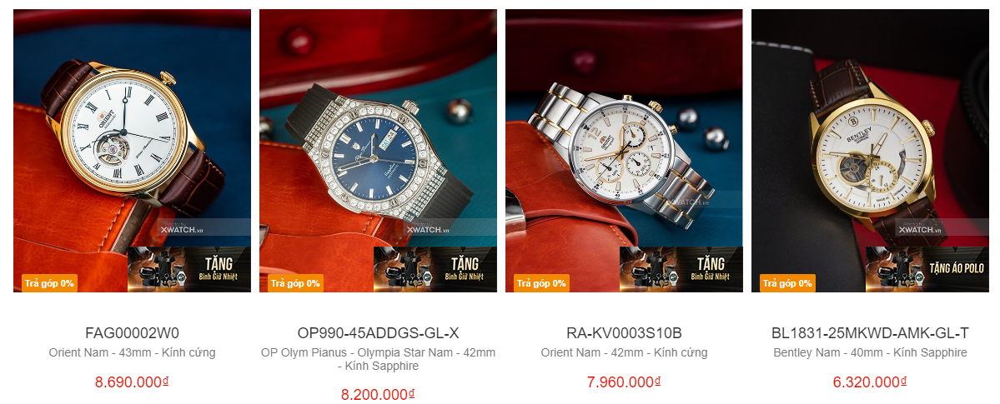 ORIENT
BENTLEY
XWATCH.vn
XWATCH.vn
XWATCH.vn
XWATCH.vn
TẶNG
Bình Giữ Nhiệt
TẶNG
Bình Giữ Nhiệt
TẶNG
Bình Giữ Nhiệt
TẶNG ÁO POLO
Trả góp 0%
Trả góp 0%
Trả góp 0%
Trả góp 0%
FAG00002W0
Orient Nam - 43mm - Kính cứng
8.690.000₫
OP990-45ADDGS-GL-X
OP Olym Pianus - Olympia Star Nam - 42mm
- Kính Sapphire
8.200.000₫
RA-KV0003S10B
Orient Nam - 42mm - Kính cứng
7.960.000₫
BL1831-25MKWD-AMK-GL-T
Bentley Nam - 40mm - Kính Sapphire
6.320.000₫